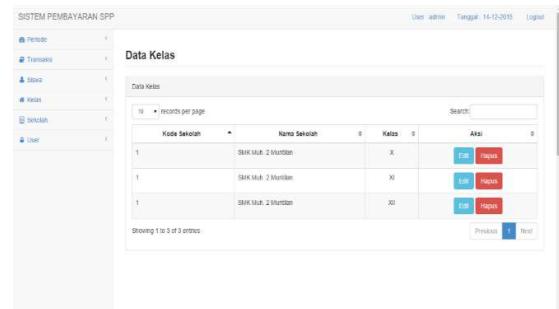 SISTEM PEMBAYARAN SPP
User : admin Tanggal : 14-12-2015 Logout
Periode
Transaksi
Siswa
Kelas
Sekolah
User
Data Kelas
Data Kelas
10 records per page
Search:
Kode Sekolah Nama Sekolah Kelas Aksi
1 SMK Muh. 2 Muntilan X Edit Hapus
1 SMK Muh. 2 Muntilan XI Edit Hapus
1 SMK Muh. 2 Muntilan XII Edit Hapus
Showing 1 to 3 of 3 entries
Previous 1 Next